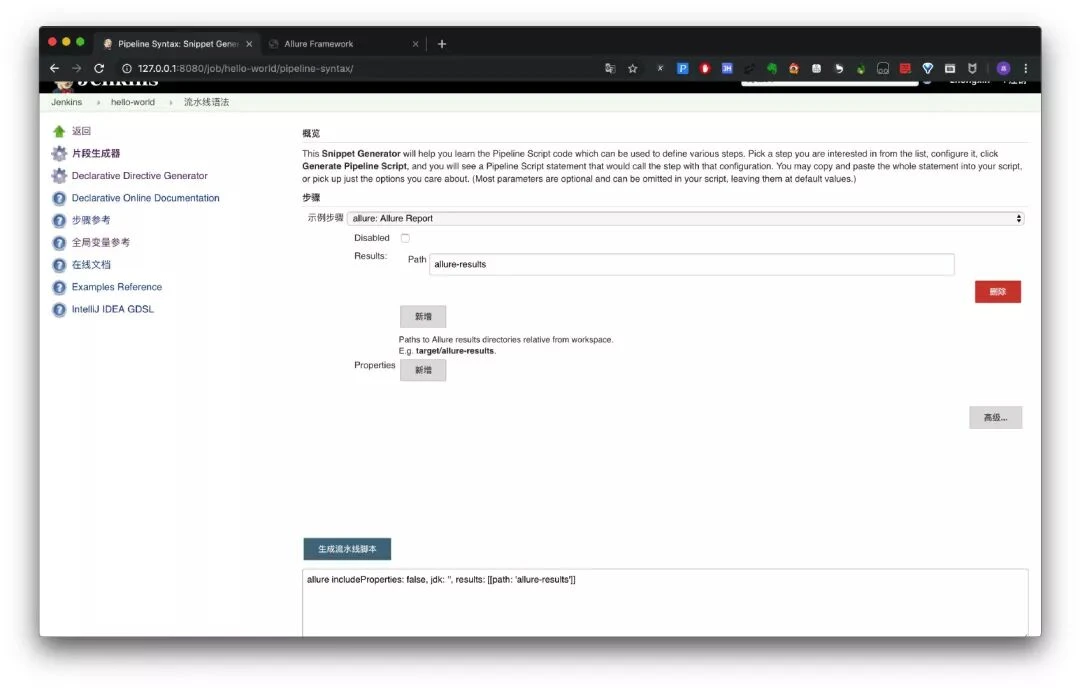 Pipeline Syntax: Snippet Gene
Allure Framework
127.0.0.1:8080/job/hello-world/pipeline-syntax/
Jenkins
Jenkins › hello-world › 流水线语法
返回
片段生成器
Declarative Directive Generator
Declarative Online Documentation
步骤参考
全局变量参考
在线文档
Examples Reference
IntelliJ IDEA GDSL
概览
This Snippet Generator will help you learn the Pipeline Script code which can be used to define various steps. Pick a step you are interested in from the list, configure it, click
Generate Pipeline Script, and you will see a Pipeline Script statement that would call the step with that configuration. You may copy and paste the whole statement into your script,
or pick up just the options you care about. (Most parameters are optional and can be omitted in your script, leaving them at default values.)
步骤
示例步骤 allure: Allure Report
Disabled
Results: Path allure-results
删除
新增
Paths to Allure results directories relative from workspace.
E.g. target/allure-results.
Properties 新增
高级...
生成流水线脚本
allure includeProperties: false, jdk: '', results: [[path: 'allure-results']]